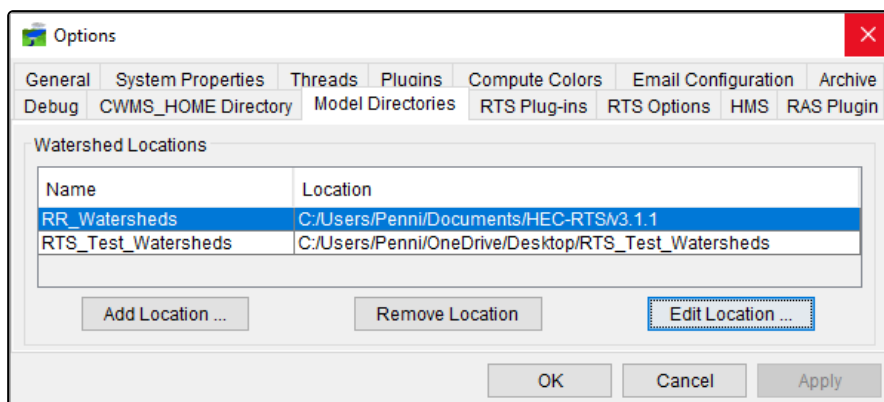 Options
General System Properties Threads Plugins Compute Colors Email Configuration Archive
Debug CWMS_HOME Directory Model Directories RTS Plug-ins RTS Options HMS RAS Plugin
Watershed Locations
Name Location
RR_Watersheds C:/Users/Penni/Documents/HEC-RTS/v3.1.1
RTS_Test_Watersheds C:/Users/Penni/OneDrive/Desktop/RTS_Test_Watersheds
Add Location ... Remove Location Edit Location ...
OK Cancel Apply